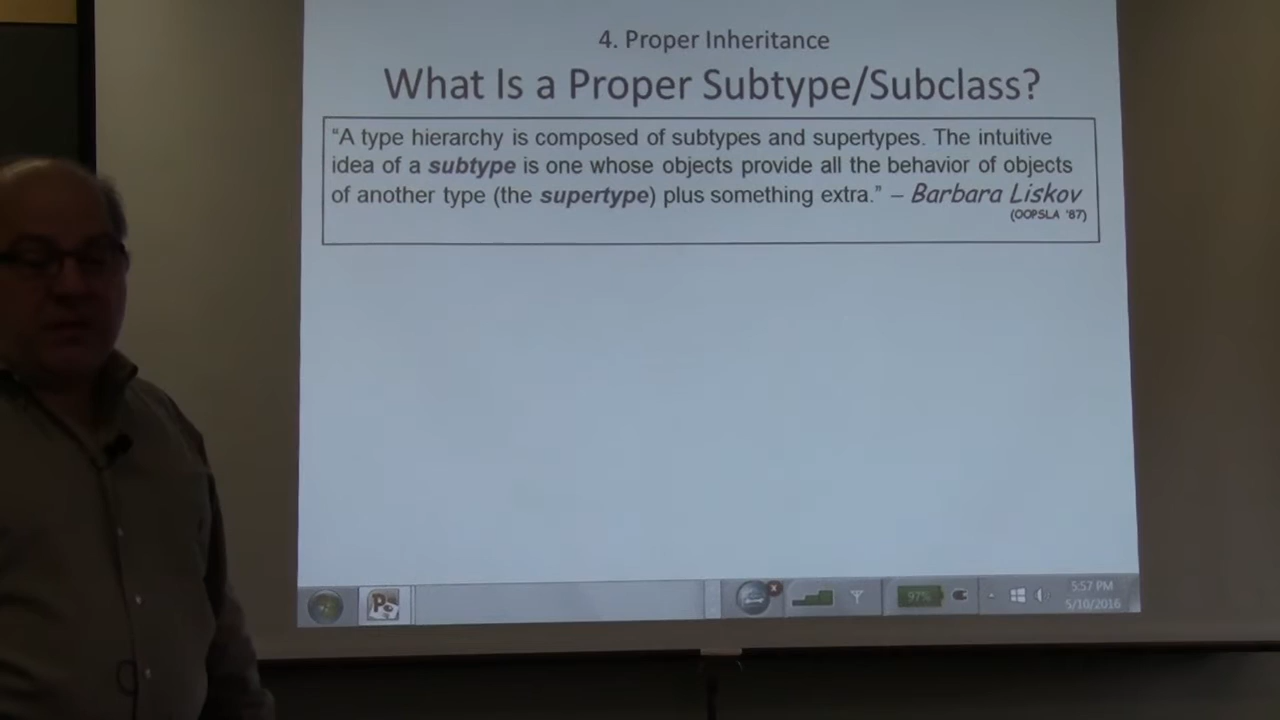 4. Proper Inheritance
What Is a Proper Subtype/Subclass?
“A type hierarchy is composed of subtypes and supertypes. The intuitive
idea of a subtype is one whose objects provide all the behavior of objects
of another type (the supertype) plus something extra.” – Barbara Liskov
(OOPSLA '87)
97%
5:57 PM
5/10/2016